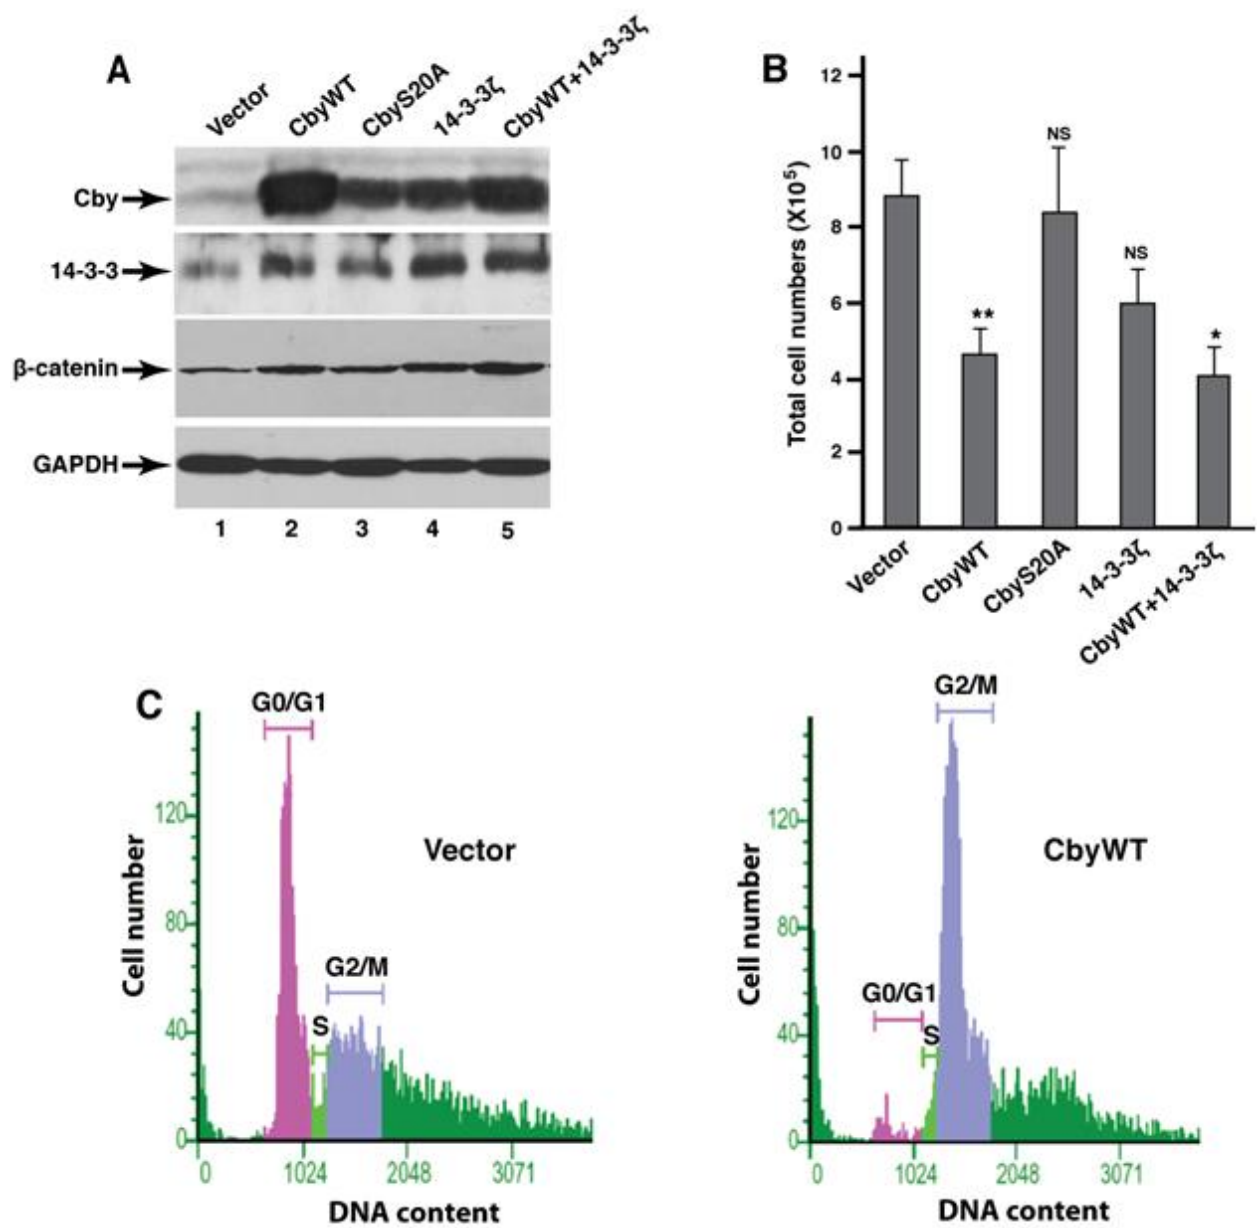 A
Vector
CbyWT
CbyS20A
14-3-3ζ
CbyWT+14-3-3ζ
Cby
14-3-3
β-catenin
GAPDH
1 2 3 4 5
B
Total cell numbers (X10⁵)
12
10
8
6
4
2
0
**
NS
NS
*
Vector
CbyWT
CbyS20A
14-3-3ζ
CbyWT+14-3-3ζ
C
G0/G1
S
G2/M
Vector
Cell number
120
80
40
0
0 1024 2048 3071
DNA content
G2/M
G0/G1
S
CbyWT
Cell number
120
80
40
0
0 1024 2048 3071
DNA content